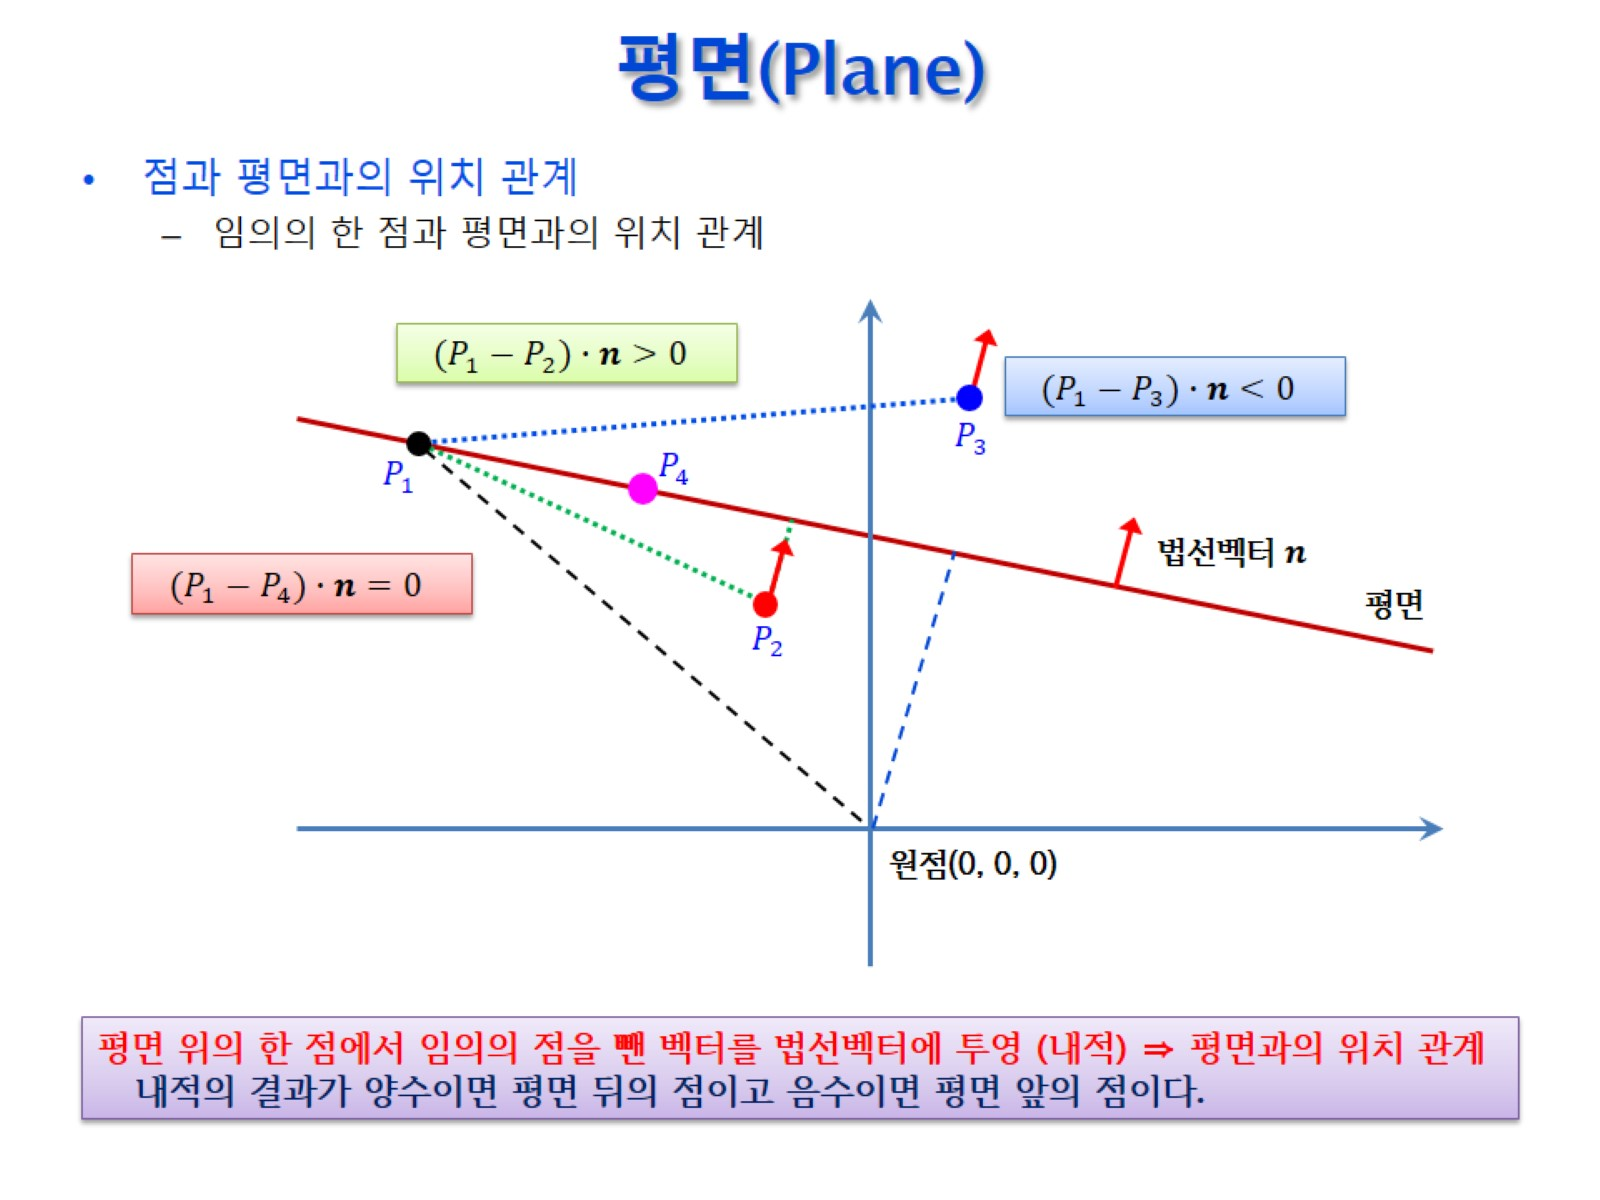 평면(Plane)
• 점과 평면과의 위치 관계
– 임의의 한 점과 평면과의 위치 관계
(P₁ − P₂) · n > 0
(P₁ − P₃) · n < 0
P₃
P₁
P₄
법선벡터 n
(P₁ − P₄) · n = 0
평면
P₂
원점(0, 0, 0)
평면 위의 한 점에서 임의의 점을 뺀 벡터를 법선벡터에 투영 (내적) ⇒ 평면과의 위치 관계
내적의 결과가 양수이면 평면 뒤의 점이고 음수이면 평면 앞의 점이다.